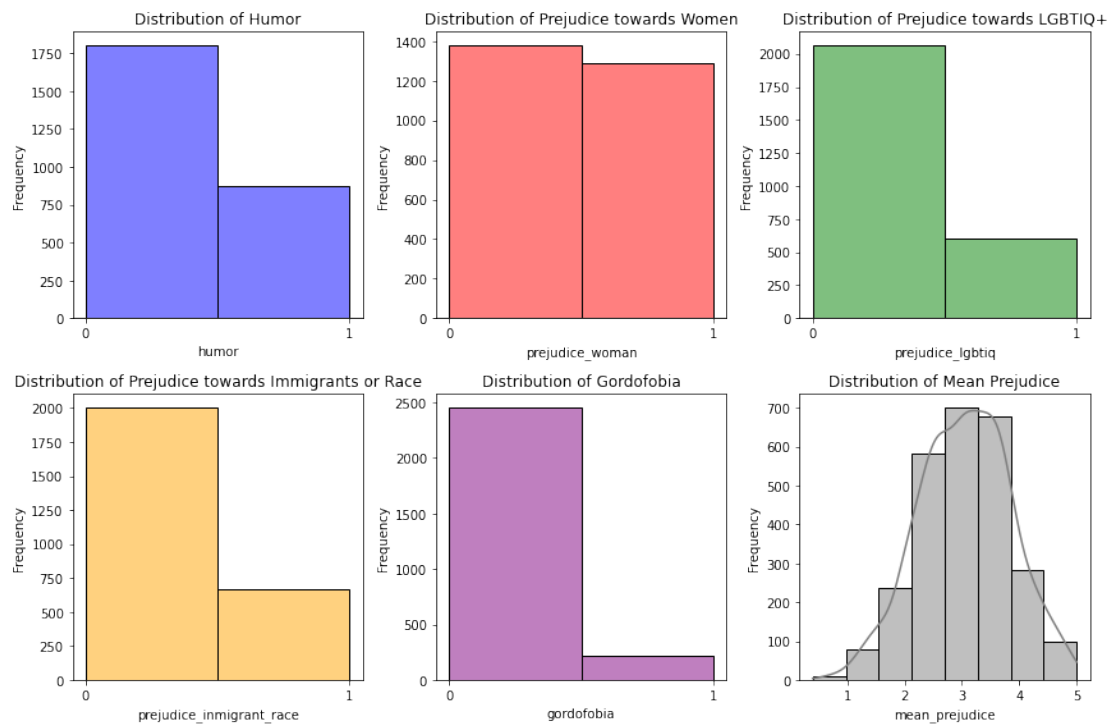 Distribution of Humor
1750
1500
1250
1000
750
500
250
0
Frequency
0 1
humor
Distribution of Prejudice towards Women
1400
1200
1000
800
600
400
200
0
Frequency
0 1
prejudice_woman
Distribution of Prejudice towards LGBTIQ+
2000
1750
1500
1250
1000
750
500
250
0
Frequency
0 1
prejudice_lgbtiq
Distribution of Prejudice towards Immigrants or Race
2000
1750
1500
1250
1000
750
500
250
0
Frequency
0 1
prejudice_inmigrant_race
Distribution of Gordofobia
2500
2000
1500
1000
500
0
Frequency
0 1
gordofobia
Distribution of Mean Prejudice
700
600
500
400
300
200
100
0
Frequency
1 2 3 4 5
mean_prejudice